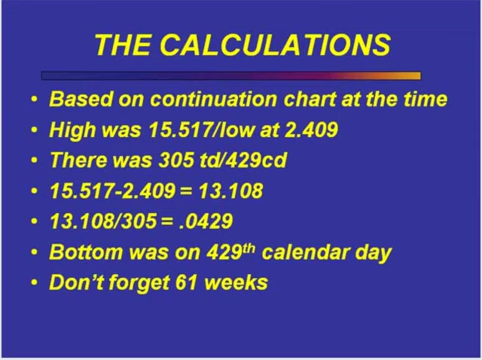 THE CALCULATIONS
• Based on continuation chart at the time
• High was 15.517/low at 2.409
• There was 305 td/429cd
• 15.517-2.409 = 13.108
• 13.108/305 = .0429
• Bottom was on 429th calendar day
• Don't forget 61 weeks